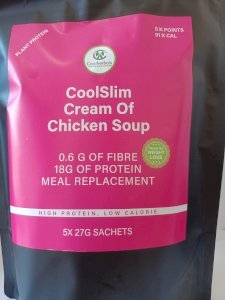 PLANT PROTEIN
5 K.POINTS
91 K CAL
CoolSlim
Cream Of
Chicken Soup
0.6 G OF FIBRE
18G OF PROTEIN
MEAL REPLACEMENT
WEIGHT
LOSS
HIGH PROTEIN, LOW CALORIE
5X 27G SACHETS